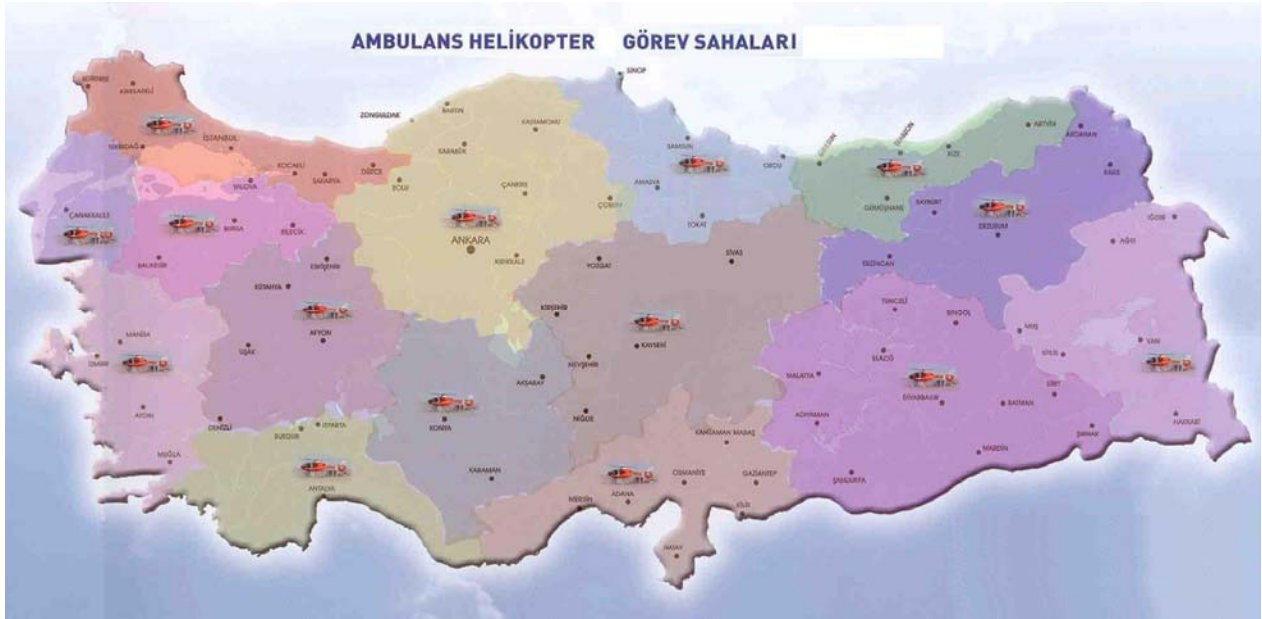 AMBULANS HELİKOPTER GÖREV SAHALARI
SİNOP
EDİRNE
KIRKLARELİ
ZONGULDAK
BARTIN
KASTAMONU
ARTVİN
ARDAHAN
TEKİRDAĞ
İSTANBUL
KARABÜK
SAMSUN
ORDU
GİRESUN
TRABZON
RİZE
KARS
KOCAELİ
SAKARYA
DÜZCE
YALOVA
BOLU
ÇANKIRI
ÇORUM
AMASYA
TOKAT
GÜMÜŞHANE
BAYBURT
IĞDIR
ÇANAKKALE
BURSA
BİLECİK
ANKARA
ERZURUM
AĞRI
BALIKESİR
ESKİŞEHİR
KIRIKKALE
YOZGAT
SİVAS
ERZİNCAN
KÜTAHYA
KIRŞEHİR
TUNCELİ
BİNGÖL
MUŞ
MANİSA
UŞAK
AFYON
KAYSERİ
NEVŞEHİR
ELAZIĞ
BİTLİS
VAN
İZMİR
AKSARAY
MALATYA
DİYARBAKIR
BATMAN
SİİRT
AYDIN
DENİZLİ
BURDUR
ISPARTA
KONYA
NİĞDE
ADIYAMAN
HAKKARİ
KAHRAMAN MARAŞ
ŞIRNAK
MUĞLA
ANTALYA
KARAMAN
MERSİN
ADANA
OSMANİYE
GAZİANTEP
ŞANLIURFA
MARDİN
KİLİS
HATAY